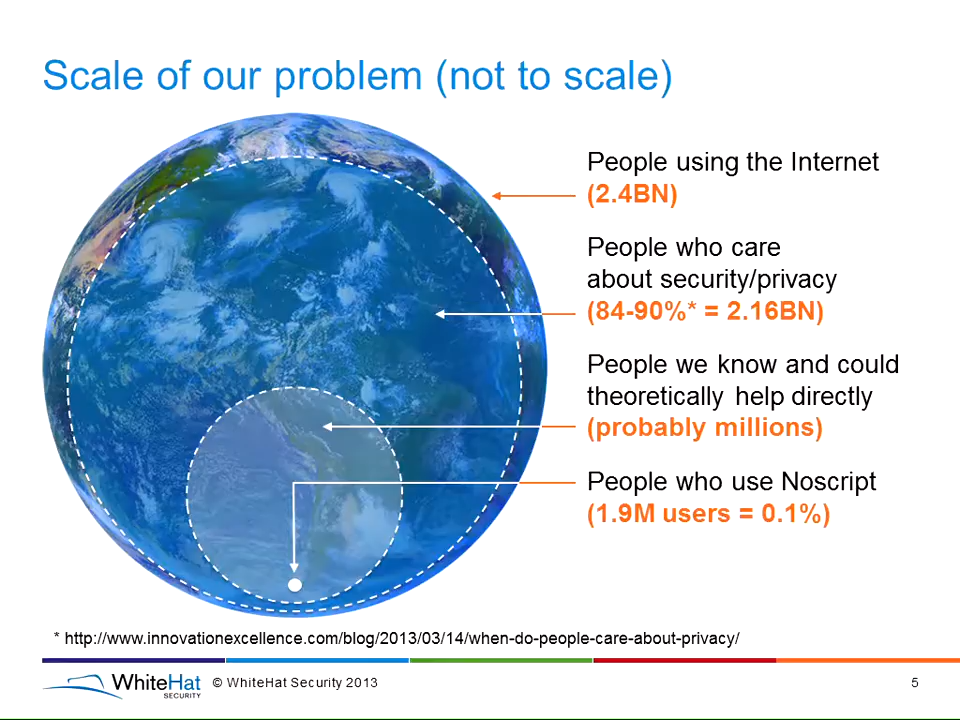 Scale of our problem (not to scale)
People using the Internet
(2.4BN)
People who care
about security/privacy
(84-90%* = 2.16BN)
People we know and could
theoretically help directly
(probably millions)
People who use Noscript
(1.9M users = 0.1%)
* http://www.innovationexcellence.com/blog/2013/03/14/when-do-people-care-about-privacy/
WhiteHat
SECURITY
© WhiteHat Security 2013
5